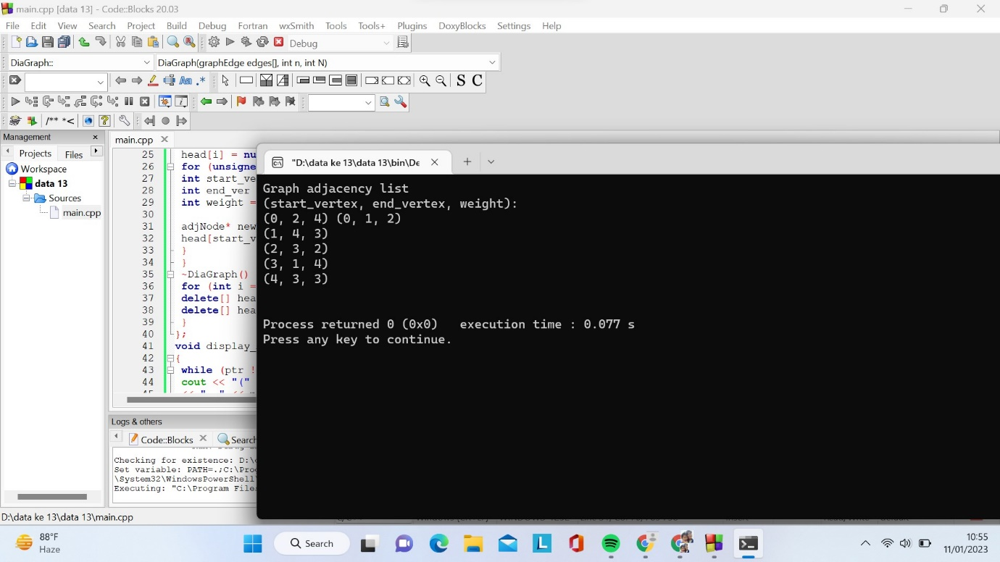 main.cpp [data 13] - Code::Blocks 20.03
File Edit View Search Project Build Debug Fortran wxSmith Tools Tools+ Plugins DoxyBlocks Settings Help
Debug
DiaGraph:: DiaGraph(graphEdge edges[], int n, int N)
Aa .* S C
/** *<
Management
Projects Files
Workspace
data 13
Sources
main.cpp
main.cpp
25 head[i] = nu
26 for (unsigne
27 int start_ve
28 int end_ver
29 int weight =
30
31 adjNode* new
32 head[start_v
33 }
34 }
35 ~DiaGraph()
36 for (int i =
37 delete[] hea
38 delete[] hea
39 }
40 };
41 void display_
42 {
43 while (ptr !
44 cout << "("
"D:\data ke 13\data 13\bin\De
Graph adjacency list
(start_vertex, end_vertex, weight):
(0, 2, 4) (0, 1, 2)
(1, 4, 3)
(2, 3, 2)
(3, 1, 4)
(4, 3, 3)
Process returned 0 (0x0) execution time : 0.077 s
Press any key to continue.
Logs & others
Code::Blocks Search
Checking for existence: D:\
Set variable: PATH=.;C:\Pro
\System32\WindowsPowerShell
Executing: "C:\Program File
D:\data ke 13\data 13\main.cpp
88°F
Haze
Search
10:55
11/01/2023